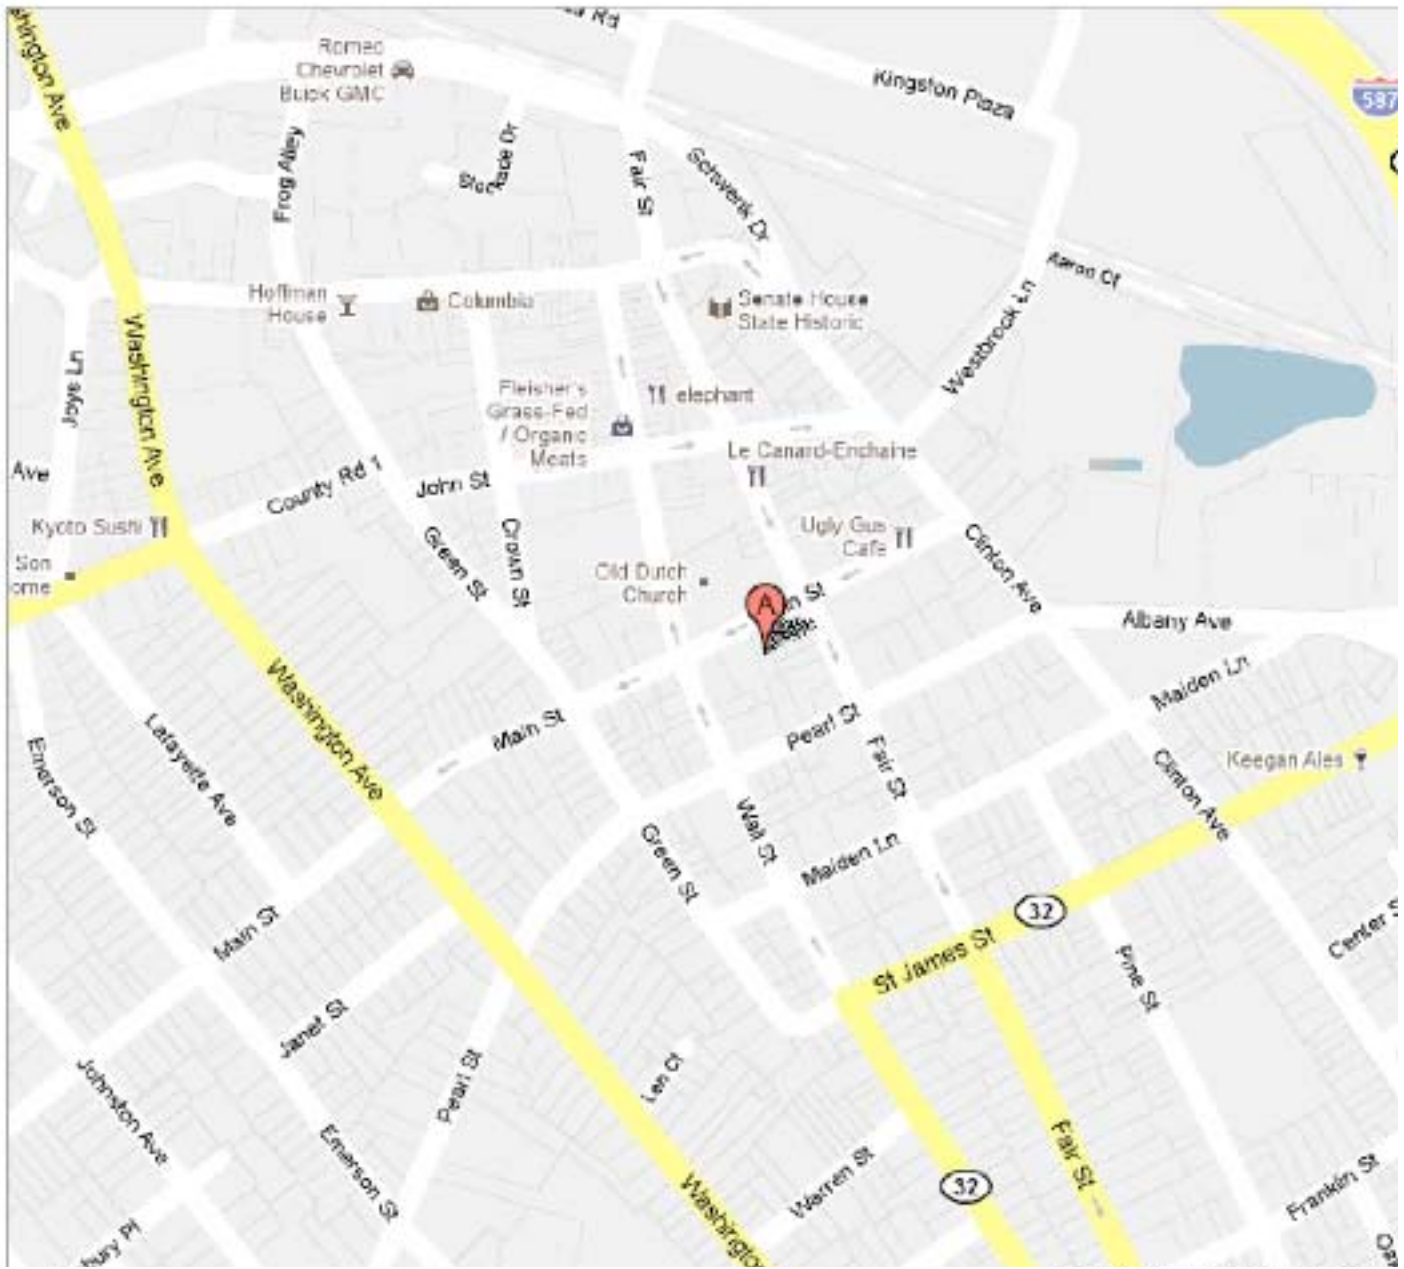 Kingston Plaza
Romeo
Chevrolet
Buick GMC
587
Washington Ave
Frog Alley
Fair St
Schwenk Dr
Aaron Ct
Hoffman
House
Columbia
Senate House
State Historic
Westbrook Ln
Joys Ln
Washington Ave
Fleisher's
Grass-Fed
/ Organic
Meats
elephant
Le Canard-Enchaine
Ave
County Rd 1
John St
Kyoto Sushi
Ugly Gus
Cafe
Clinton Ave
Green St
Crown St
Old Dutch
Church
A
Albany Ave
Maiden Ln
Main St
Pearl St
Fair St
Keegan Ales
Washington Ave
Lafayette Ave
Emerson St
Clinton Ave
Wall St
Green St
Maiden Ln
32
Main St
St James St
Center S
Pine St
Janet St
Len Ct
Pearl St
Johnston Ave
Emerson St
Fair St
Warren St
32
Franklin St
Washingto
bury Pl